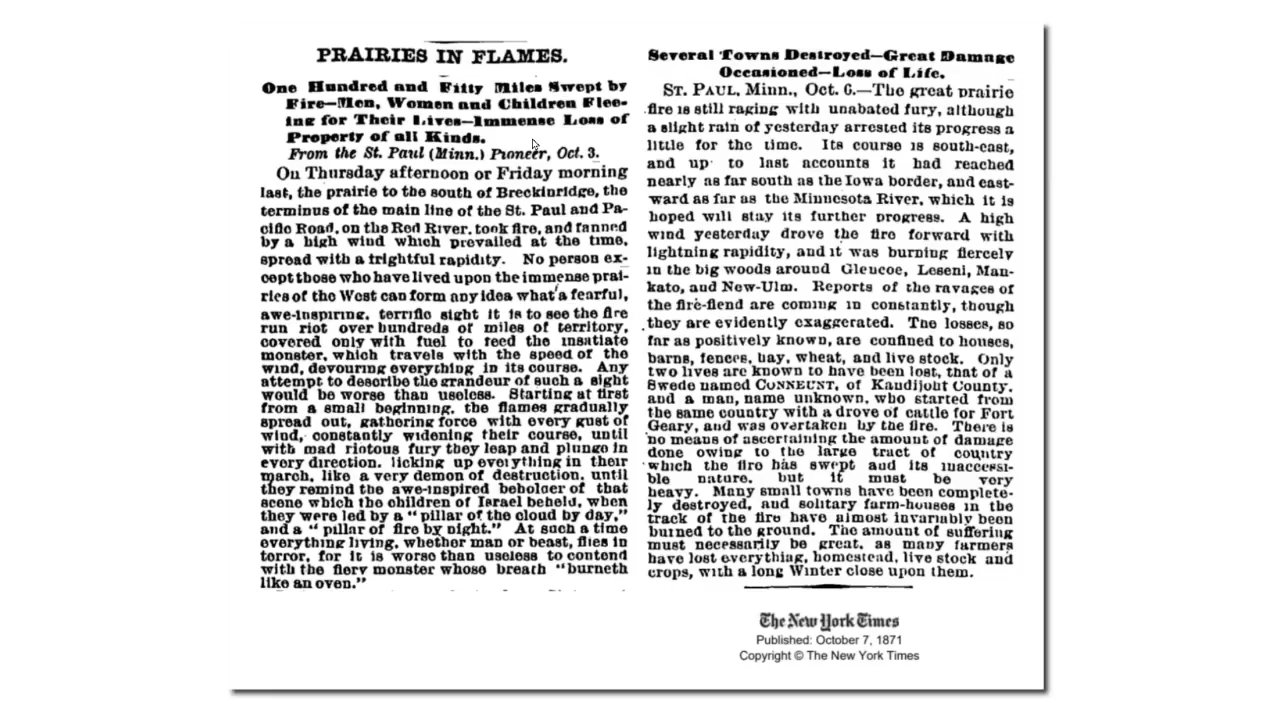 PRAIRIES IN FLAMES.
One Hundred and Fifty Miles Swept by
Fire—Men, Women and Children Flee-
ing for Their Lives—Immense Loss of
Property of all Kinds.
From the St. Paul (Minn.) Pioneer, Oct. 3.
On Thursday afternoon or Friday morning
last, the prairie to the south of Breckinridge, the
terminus of the main line of the St. Paul and Pa-
cific Road, on the Red River, took fire, and fanned
by a high wind which prevailed at the time,
spread with a frightful rapidity. No person ex-
cept those who have lived upon the immense prai-
ries of the West can form any idea what a fearful,
awe-inspiring, terrific sight it is to see the fire
run riot over hundreds of miles of territory,
covered only with fuel to feed the insatiate
monster, which travels with the speed of the
wind, devouring everything in its course. Any
attempt to describe the grandeur of such a sight
would be worse than useless. Starting at first
from a small beginning, the flames gradually
spread out, gathering force with every gust of
wind, constantly widening their course, until
with mad riotous fury they leap and plunge in
every direction, licking up everything in their
march, like a very demon of destruction, until
they remind the awe-inspired beholder of that
scene which the children of Israel beheld, when
they were led by a "pillar of the cloud by day,"
and a "pillar of fire by night." At such a time
everything living, whether man or beast, flies in
terror, for it is worse than useless to contend
with the fiery monster whose breath "burneth
like an oven."
Several Towns Destroyed—Great Damage
Occasioned—Loss of Life.
ST. PAUL, Minn., Oct. 6.—The great prairie
fire is still raging with unabated fury, although
a slight rain of yesterday arrested its progress a
little for the time. Its course is south-east,
and up to last accounts it had reached
nearly as far south as the Iowa border, and east-
ward as far as the Minnesota River, which it is
hoped will stay its further progress. A high
wind yesterday drove the fire forward with
lightning rapidity, and it was burning fiercely
in the big woods around Glencoe, Leseni, Man-
kato, and New-Ulm. Reports of the ravages of
the fire-fiend are coming in constantly, though
they are evidently exaggerated. The losses, so
far as positively known, are confined to houses,
barns, fences, hay, wheat, and live stock. Only
two lives are known to have been lost, that of a
Swede named CONNEUNT, of Kandijohi County,
and a man, name unknown, who started from
the same country with a drove of cattle for Fort
Geary, and was overtaken by the fire. There is
no means of ascertaining the amount of damage
done owing to the large tract of country
which the fire has swept and its inaccessi-
ble nature, but it must be very
heavy. Many small towns have been complete-
ly destroyed, and solitary farm-houses in the
track of the fire have almost invariably been
burned to the ground. The amount of suffering
must necessarily be great, as many farmers
have lost everything, homestead, live stock and
crops, with a long Winter close upon them.
The New York Times
Published: October 7, 1871
Copyright © The New York Times